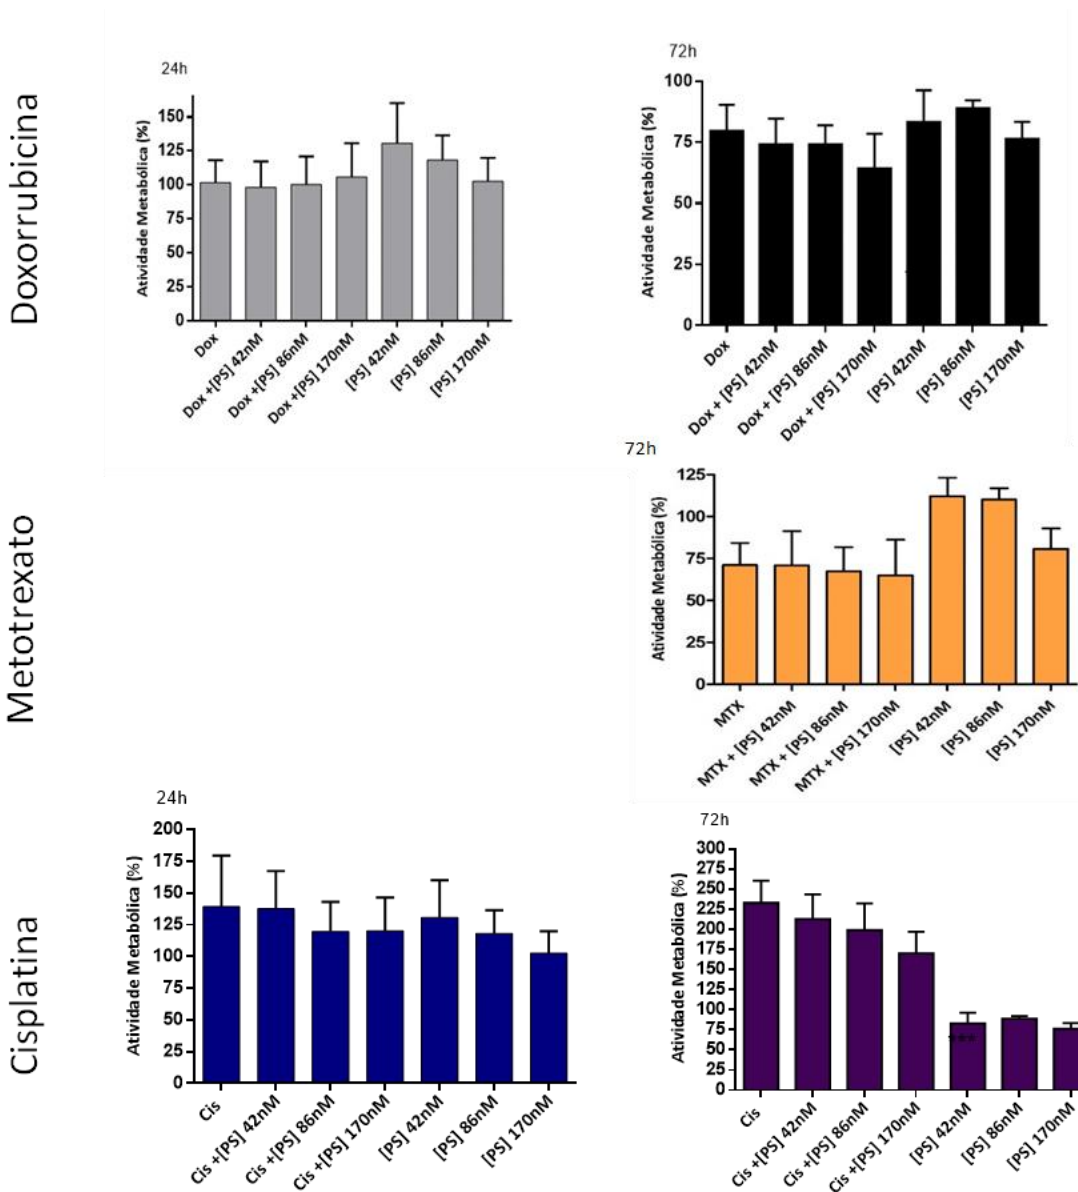 Doxorrubicina
24h
Atividade Metabólica (%)
150
125
100
75
50
25
0
Dox
Dox +[PS] 42nM
Dox +[PS] 86nM
Dox +[PS] 170nM
[PS] 42nM
[PS] 86nM
[PS] 170nM
72h
Atividade Metabólica (%)
100
75
50
25
0
Dox
Dox + [PS] 42nM
Dox + [PS] 86nM
Dox + [PS] 170nM
[PS] 42nM
[PS] 86nM
[PS] 170nM
Metotrexato
72h
Atividade Metabólica (%)
125
100
75
50
25
0
MTX
MTX + [PS] 42nM
MTX + [PS] 86nM
MTX + [PS] 170nM
[PS] 42nM
[PS] 86nM
[PS] 170nM
Cisplatina
24h
Atividade Metabólica (%)
200
175
150
125
100
75
50
25
0
Cis
Cis +[PS] 42nM
Cis +[PS] 86nM
Cis +[PS] 170nM
[PS] 42nM
[PS] 86nM
[PS] 170nM
72h
Atividade Metabólica (%)
300
275
250
225
200
175
150
125
100
75
50
25
0
***
Cis
Cis +[PS] 42nM
Cis +[PS] 86nM
Cis +[PS] 170nM
[PS] 42nM
[PS] 86nM
[PS] 170nM